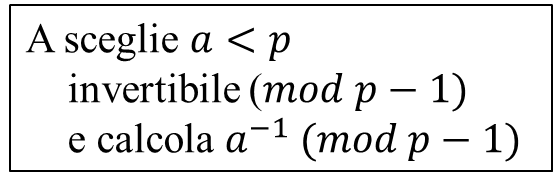 A sceglie 𝑎 < 𝑝
invertibile (𝑚𝑜𝑑 𝑝 − 1)
e calcola 𝑎⁻¹ (𝑚𝑜𝑑 𝑝 − 1)